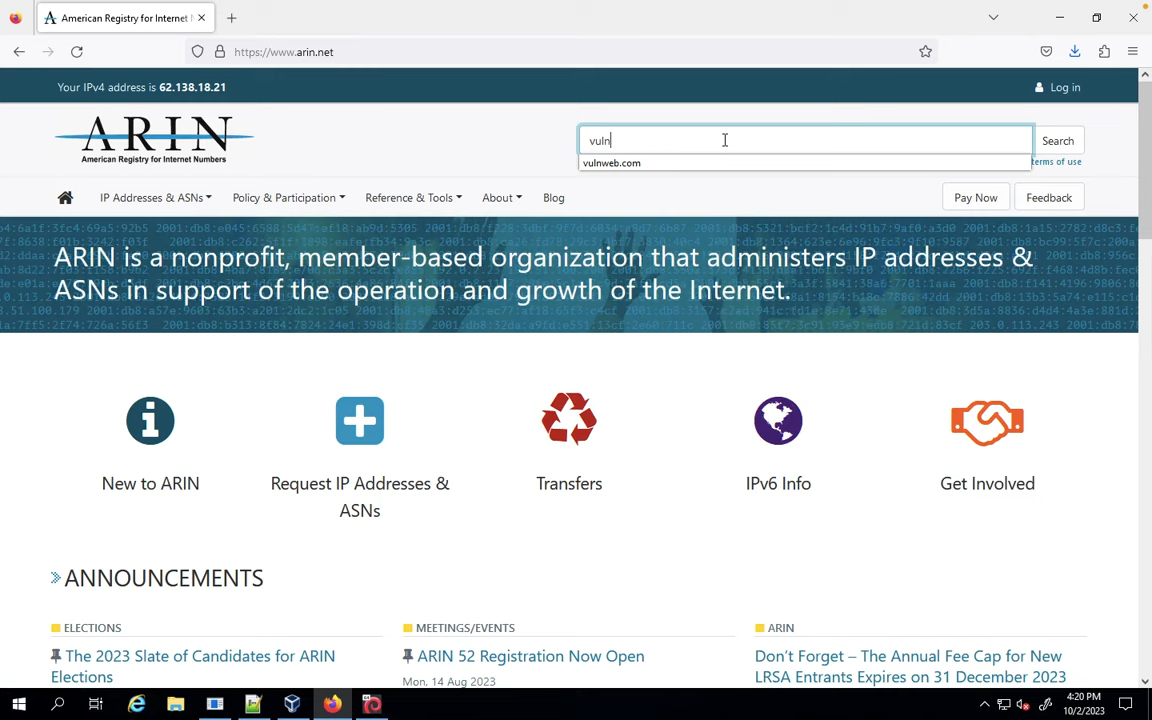 American Registry for Internet N
https://www.arin.net
Your IPv4 address is 62.138.18.21
Log in
ARIN
American Registry for Internet Numbers
vuln
Search
vulnweb.com
terms of use
IP Addresses & ASNs
Policy & Participation
Reference & Tools
About
Blog
Pay Now
Feedback
ARIN is a nonprofit, member-based organization that administers IP addresses &
ASNs in support of the operation and growth of the Internet.
New to ARIN
Request IP Addresses &
ASNs
Transfers
IPv6 Info
Get Involved
ANNOUNCEMENTS
ELECTIONS
The 2023 Slate of Candidates for ARIN
Elections
MEETINGS/EVENTS
ARIN 52 Registration Now Open
Mon, 14 Aug 2023
ARIN
Don't Forget – The Annual Fee Cap for New
LRSA Entrants Expires on 31 December 2023
4:20 PM
10/2/2023